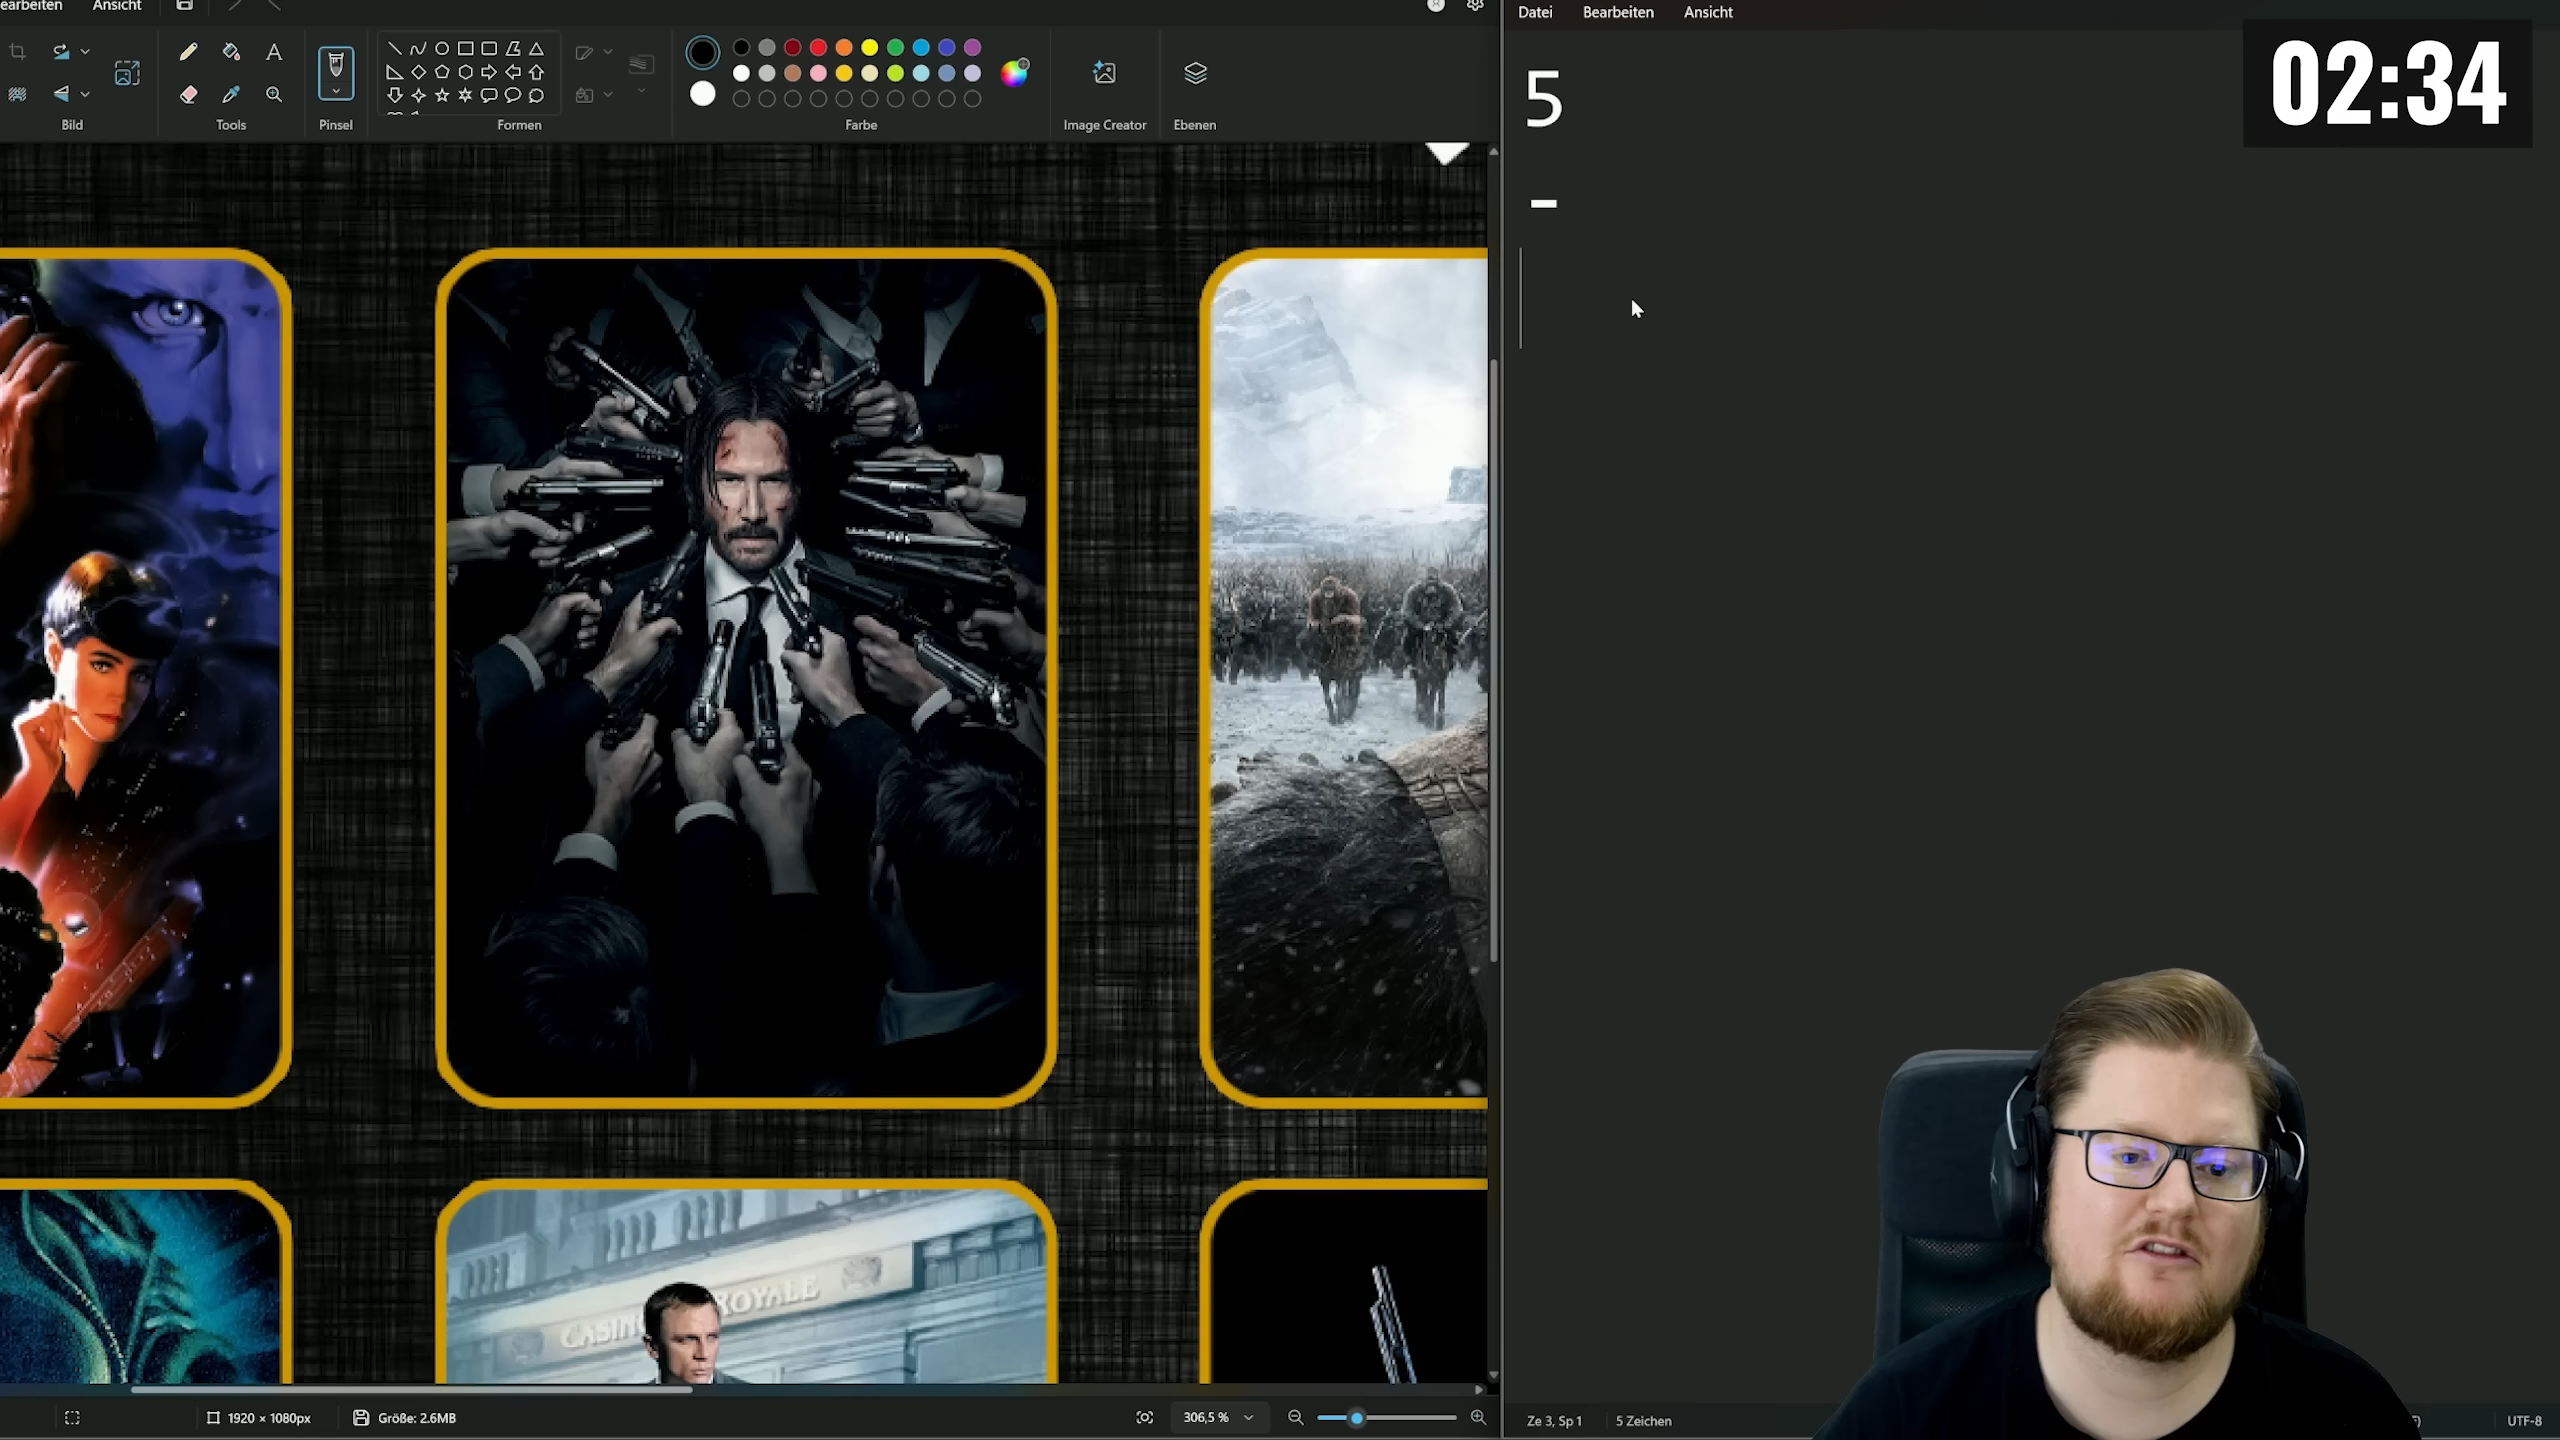 earbeiten Ansicht
Bild
Tools
Pinsel
Formen
Farbe
Image Creator
Ebenen
CASINO ROYALE
1920 × 1080px
Größe: 2.6MB
306,5 %
Datei Bearbeiten Ansicht
5
-
02:34
Ze 3, Sp 1
5 Zeichen
UTF-8